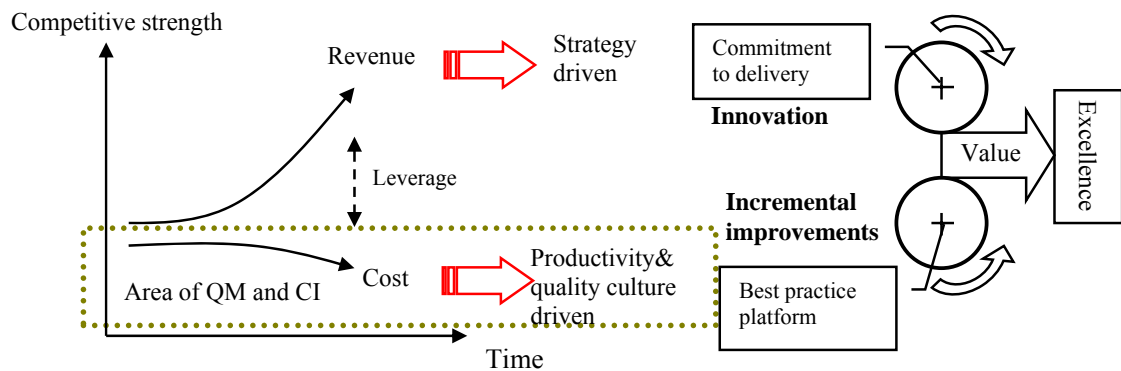 Competitive strength
Revenue
Strategy
driven
Commitment
to delivery
Innovation
Value
Excellence
Leverage
Incremental
improvements
Area of QM and CI
Cost
Productivity&
quality culture
driven
Best practice
platform
Time